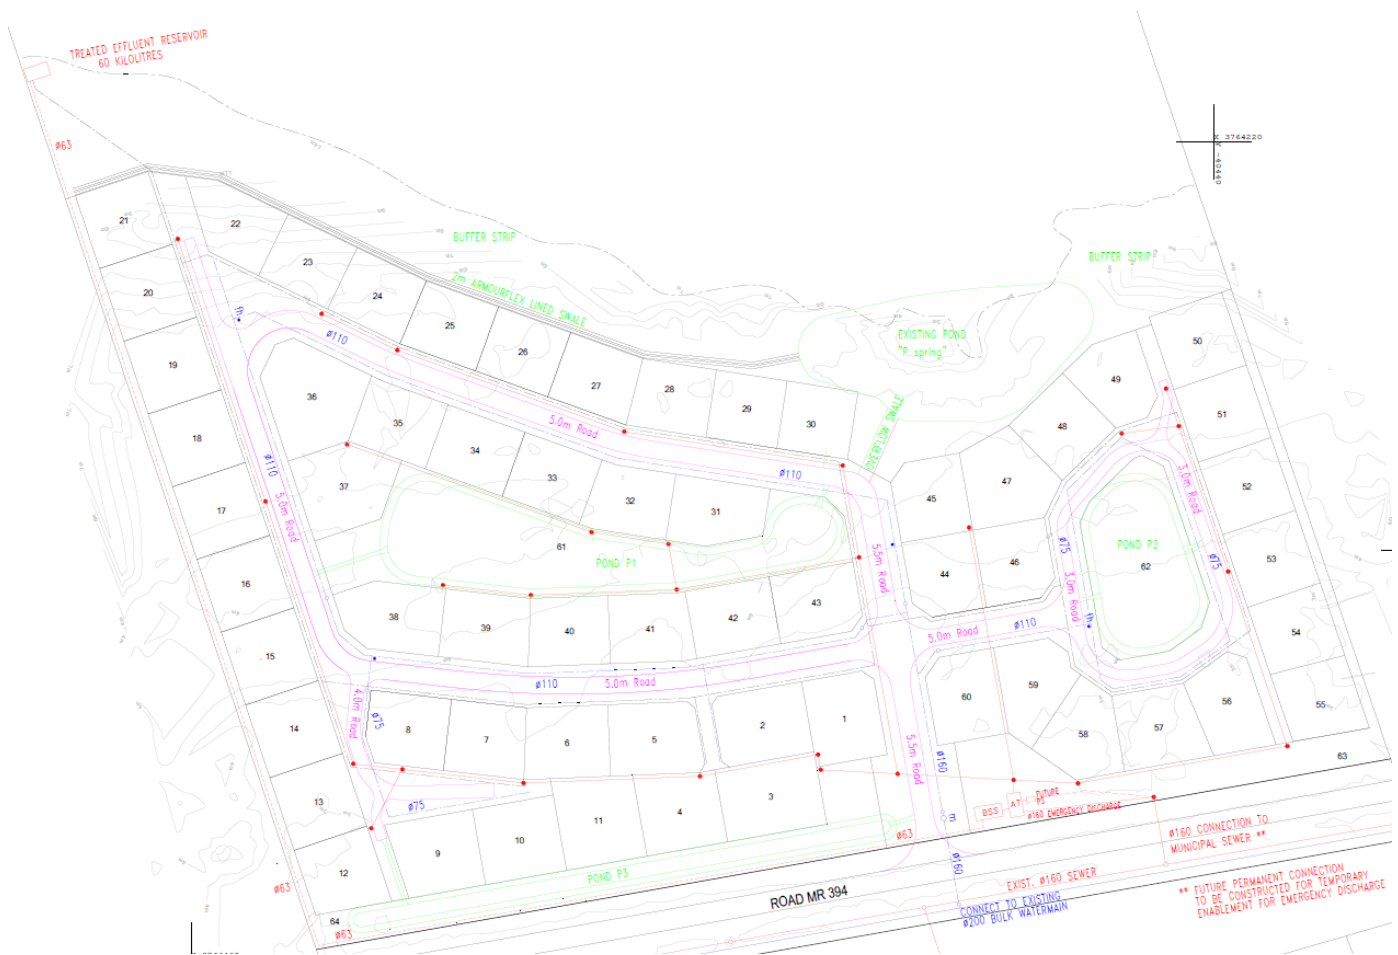 TREATED EFFLUENT RESERVOIR
60 KILOLITRES
X 3764220
Y -40440
ø63
21
22
BUFFER STRIP
BUFFER STRIP
23
20
24
2m ARMOURFLEX LINED SWALE
fh
ø110
25
EXISTING POND
"R spring"
50
26
19
49
27
28
36
29
OVERFLOW SWALE
51
35
30
5.0m Road
48
18
34
ø110
47
37
33
45
3.0m Road
52
ø110
5.0m Road
32
31
17
61
POND P1
5.5m Road
44
46
ø75
POND P2
62
ø75
53
16
3.0m Road
38
39
40
41
42
43
fh
5.0m Road
ø110
54
15
ø110
5.0m Road
4.0m Road
ø75
60
59
55
14
8
7
6
5
2
1
58
57
56
5.5m Road
ø160
63
13
ø75
3
BSS
AT
FUTURE
PS
ø160 EMERGENCY DISCHARGE
4
11
10
9
m
ø63
ø160 CONNECTION TO
MUNICIPAL SEWER **
12
POND P3
ø160
ø63
EXIST. ø160 SEWER
ROAD MR 394
CONNECT TO EXISTING
ø200 BULK WATERMAIN
** FUTURE PERMANENT CONNECTION
TO BE CONSTRUCTED FOR TEMPORARY
ENABLEMENT FOR EMERGENCY DISCHARGE
64
ø63